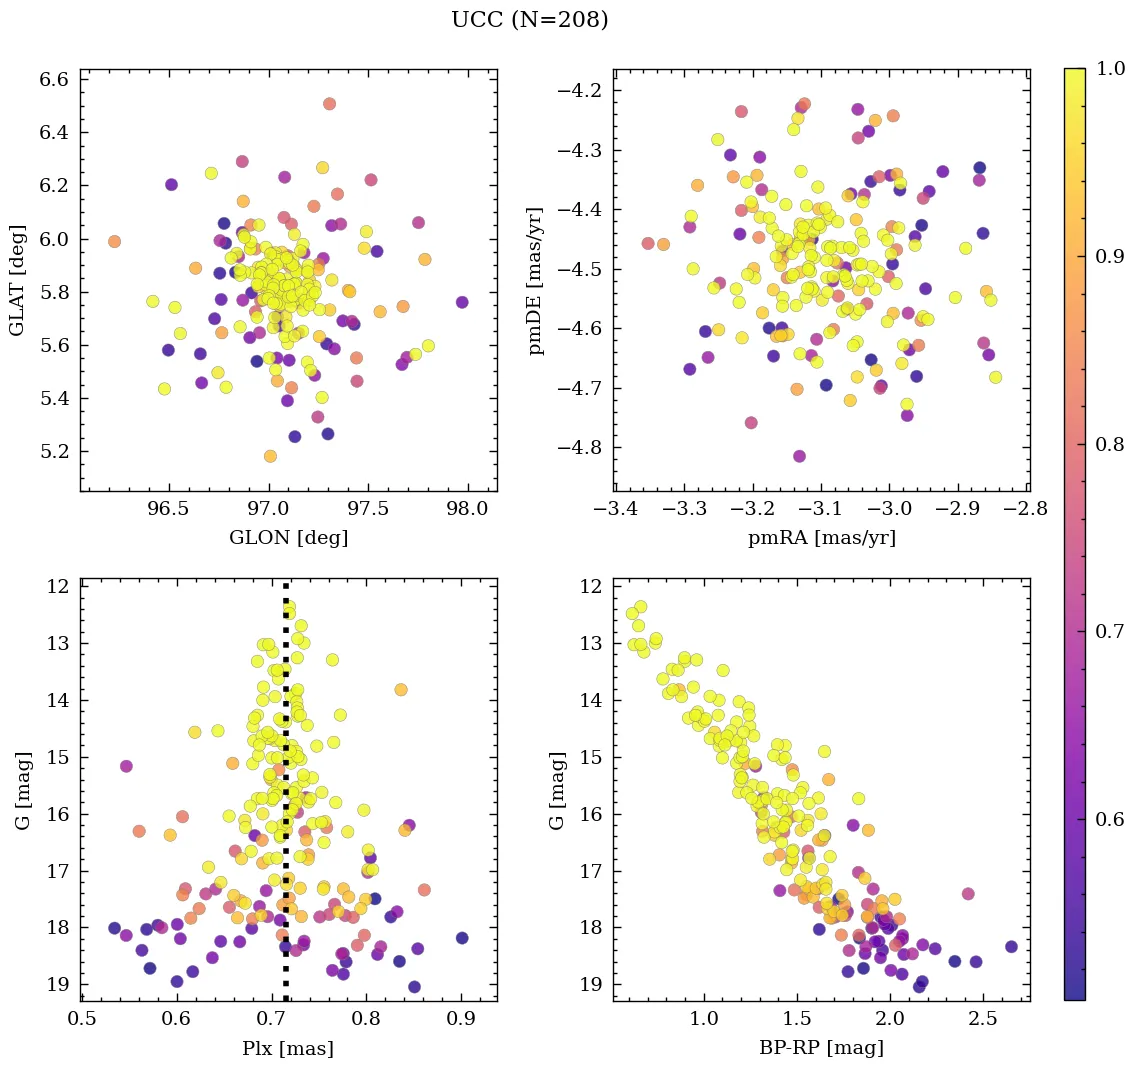 UCC (N=208)
6.6
6.4
6.2
6.0
5.8
5.6
5.4
5.2
GLAT [deg]
96.5 97.0 97.5 98.0
GLON [deg]
−4.2
−4.3
−4.4
−4.5
−4.6
−4.7
−4.8
pmDE [mas/yr]
−3.4 −3.3 −3.2 −3.1 −3.0 −2.9 −2.8
pmRA [mas/yr]
1.0
0.9
0.8
0.7
0.6
12
13
14
15
16
17
18
19
G [mag]
0.5 0.6 0.7 0.8 0.9
Plx [mas]
12
13
14
15
16
17
18
19
G [mag]
1.0 1.5 2.0 2.5
BP-RP [mag]